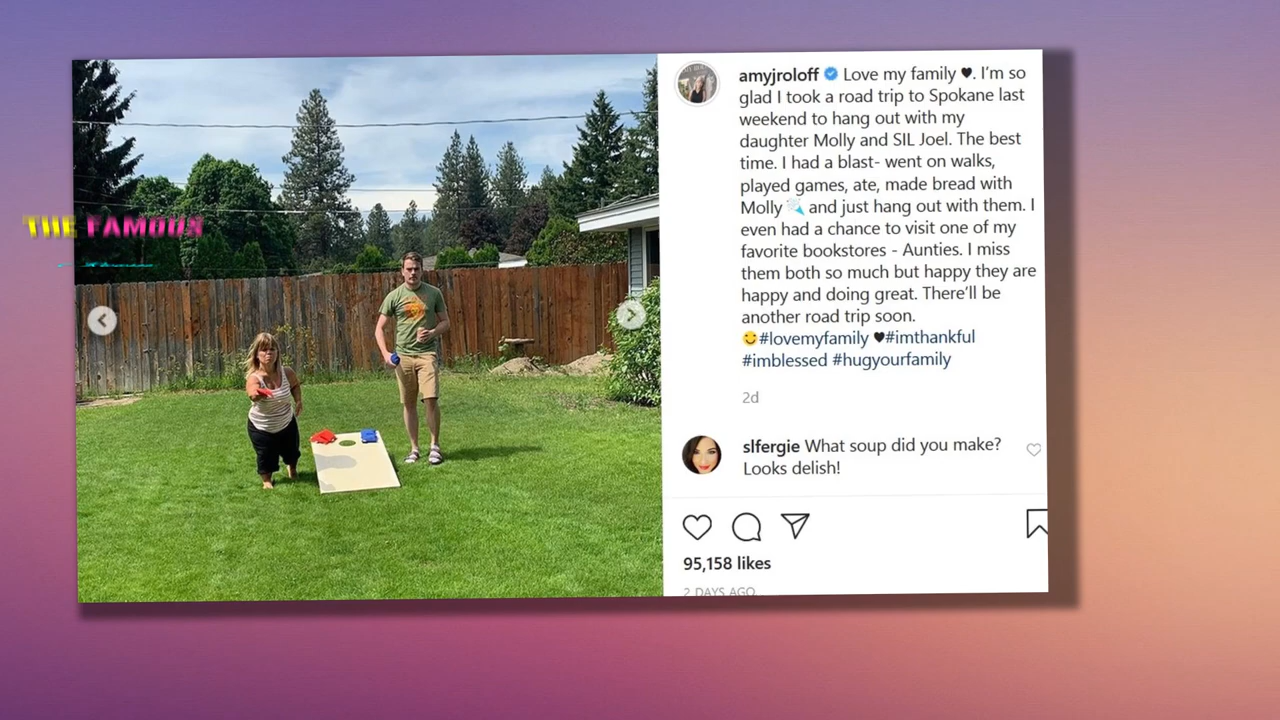 THE FAMOUS
amyjroloff Love my family 🖤. I'm so
glad I took a road trip to Spokane last
weekend to hang out with my
daughter Molly and SIL Joel. The best
time. I had a blast- went on walks,
played games, ate, made bread with
Molly 🎉 and just hang out with them. I
even had a chance to visit one of my
favorite bookstores - Aunties. I miss
them both so much but happy they are
happy and doing great. There'll be
another road trip soon.
😊#lovemyfamily 🖤#imthankful
#imblessed #hugyourfamily
2d
slfergie What soup did you make?
Looks delish!
95,158 likes
2 DAYS AGO